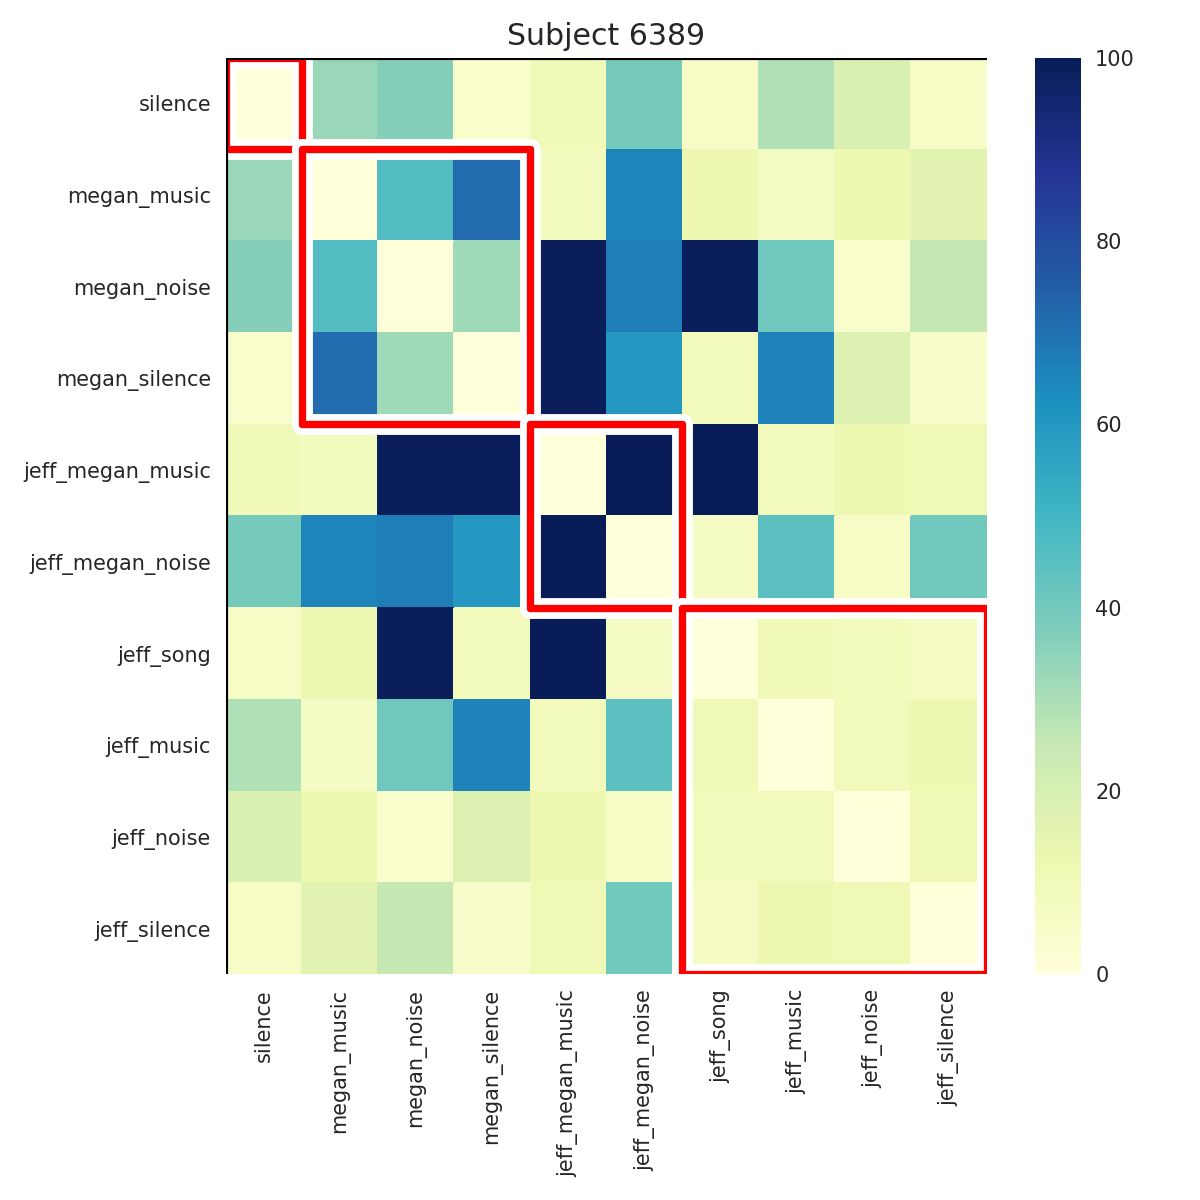 Subject 6389
silence
megan_music
megan_noise
megan_silence
jeff_megan_music
jeff_megan_noise
jeff_song
jeff_music
jeff_noise
jeff_silence
silence
megan_music
megan_noise
megan_silence
jeff_megan_music
jeff_megan_noise
jeff_song
jeff_music
jeff_noise
jeff_silence
100
80
60
40
20
0